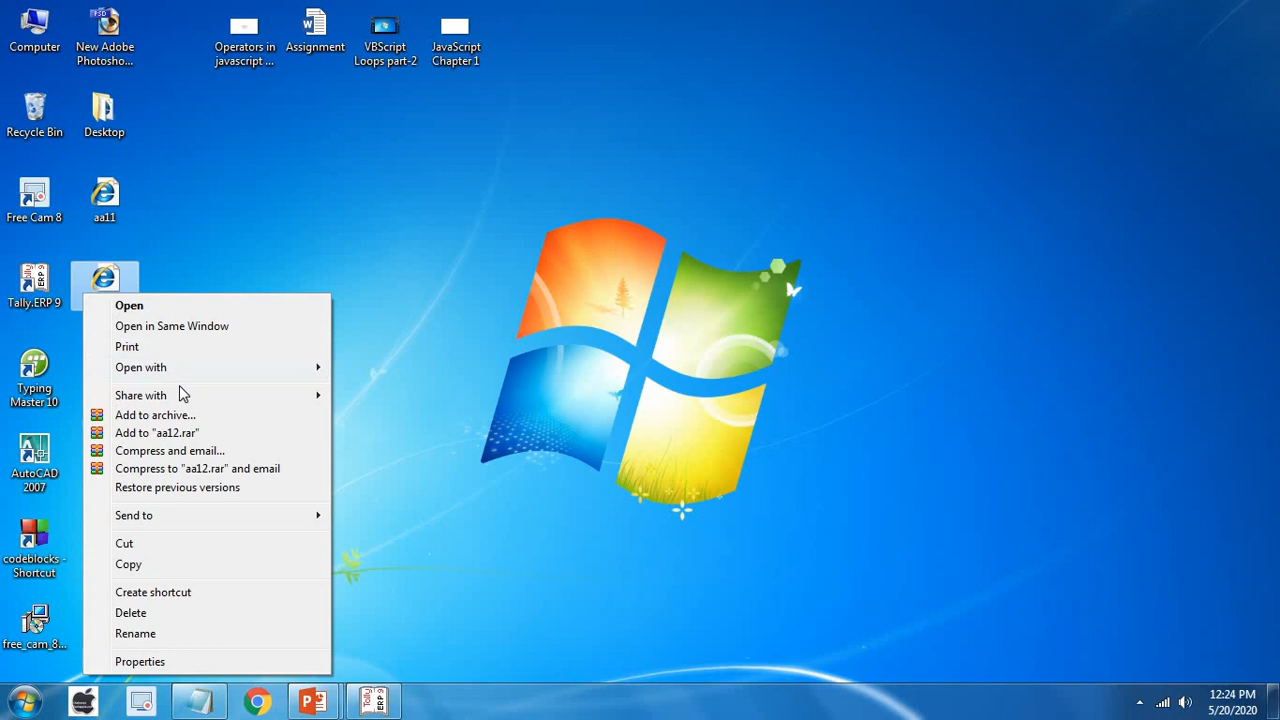 Computer
New Adobe
Photosho...
Operators in
javascript ...
Assignment
VBScript
Loops part-2
JavaScript
Chapter 1
Recycle Bin
Desktop
Free Cam 8
aa11
Tally.ERP 9
Typing
Master 10
AutoCAD
2007
codeblocks -
Shortcut
free_cam_8...
Open
Open in Same Window
Print
Open with
Share with
Add to archive...
Add to "aa12.rar"
Compress and email...
Compress to "aa12.rar" and email
Restore previous versions
Send to
Cut
Copy
Create shortcut
Delete
Rename
Properties
12:24 PM
5/20/2020